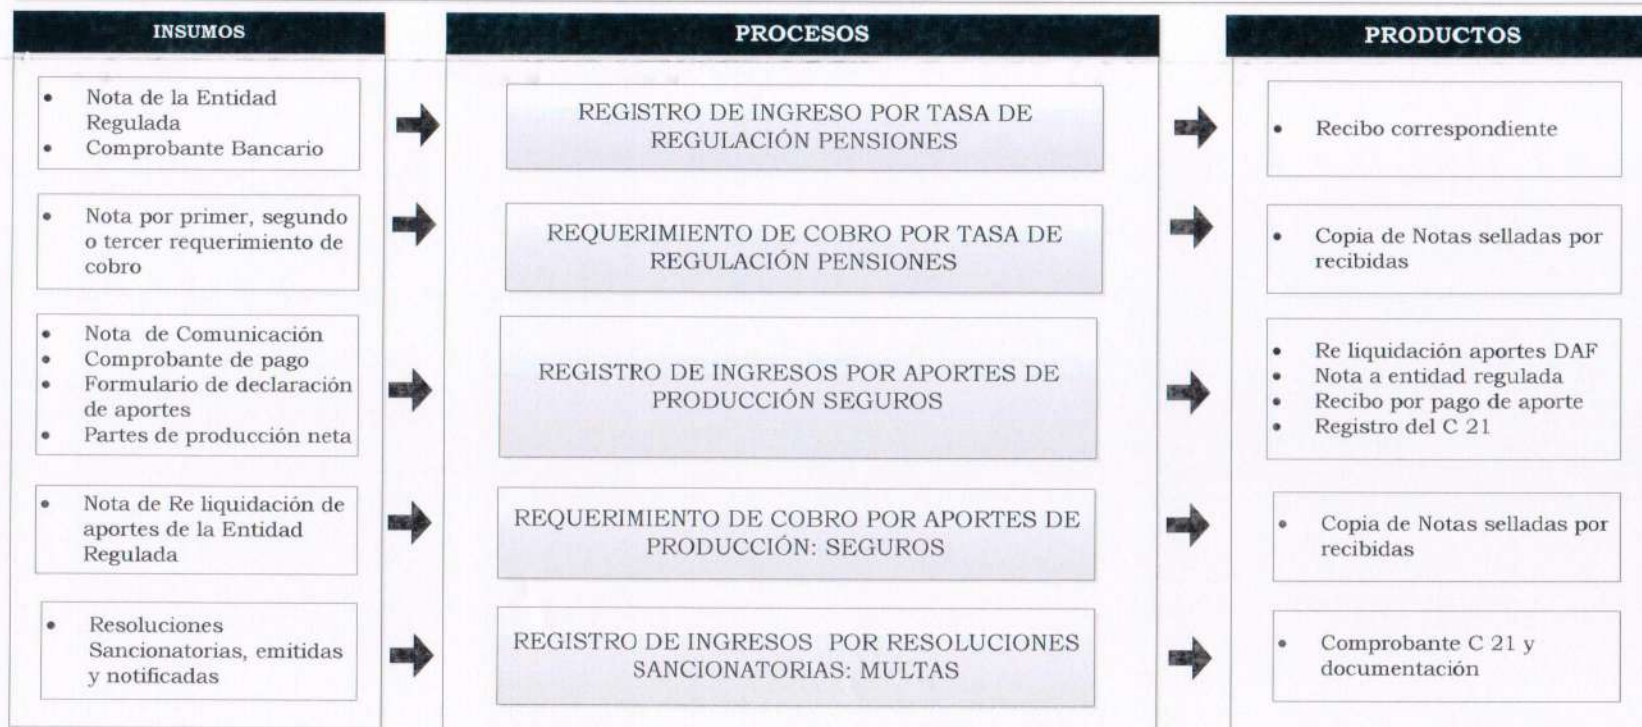 INSUMOS
PROCESOS
PRODUCTOS
• Nota de la Entidad
Regulada
• Comprobante Bancario
REGISTRO DE INGRESO POR TASA DE
REGULACIÓN PENSIONES
• Recibo correspondiente
• Nota por primer, segundo
o tercer requerimiento de
cobro
REQUERIMIENTO DE COBRO POR TASA DE
REGULACIÓN PENSIONES
• Copia de Notas selladas por
recibidas
• Nota de Comunicación
• Comprobante de pago
• Formulario de declaración
de aportes
• Partes de producción neta
REGISTRO DE INGRESOS POR APORTES DE
PRODUCCIÓN SEGUROS
• Re liquidación aportes DAF
• Nota a entidad regulada
• Recibo por pago de aporte
• Registro del C 21
• Nota de Re liquidación de
aportes de la Entidad
Regulada
REQUERIMIENTO DE COBRO POR APORTES DE
PRODUCCIÓN: SEGUROS
• Copia de Notas selladas por
recibidas
• Resoluciones
Sancionatorias, emitidas
y notificadas
REGISTRO DE INGRESOS POR RESOLUCIONES
SANCIONATORIAS: MULTAS
• Comprobante C 21 y
documentación